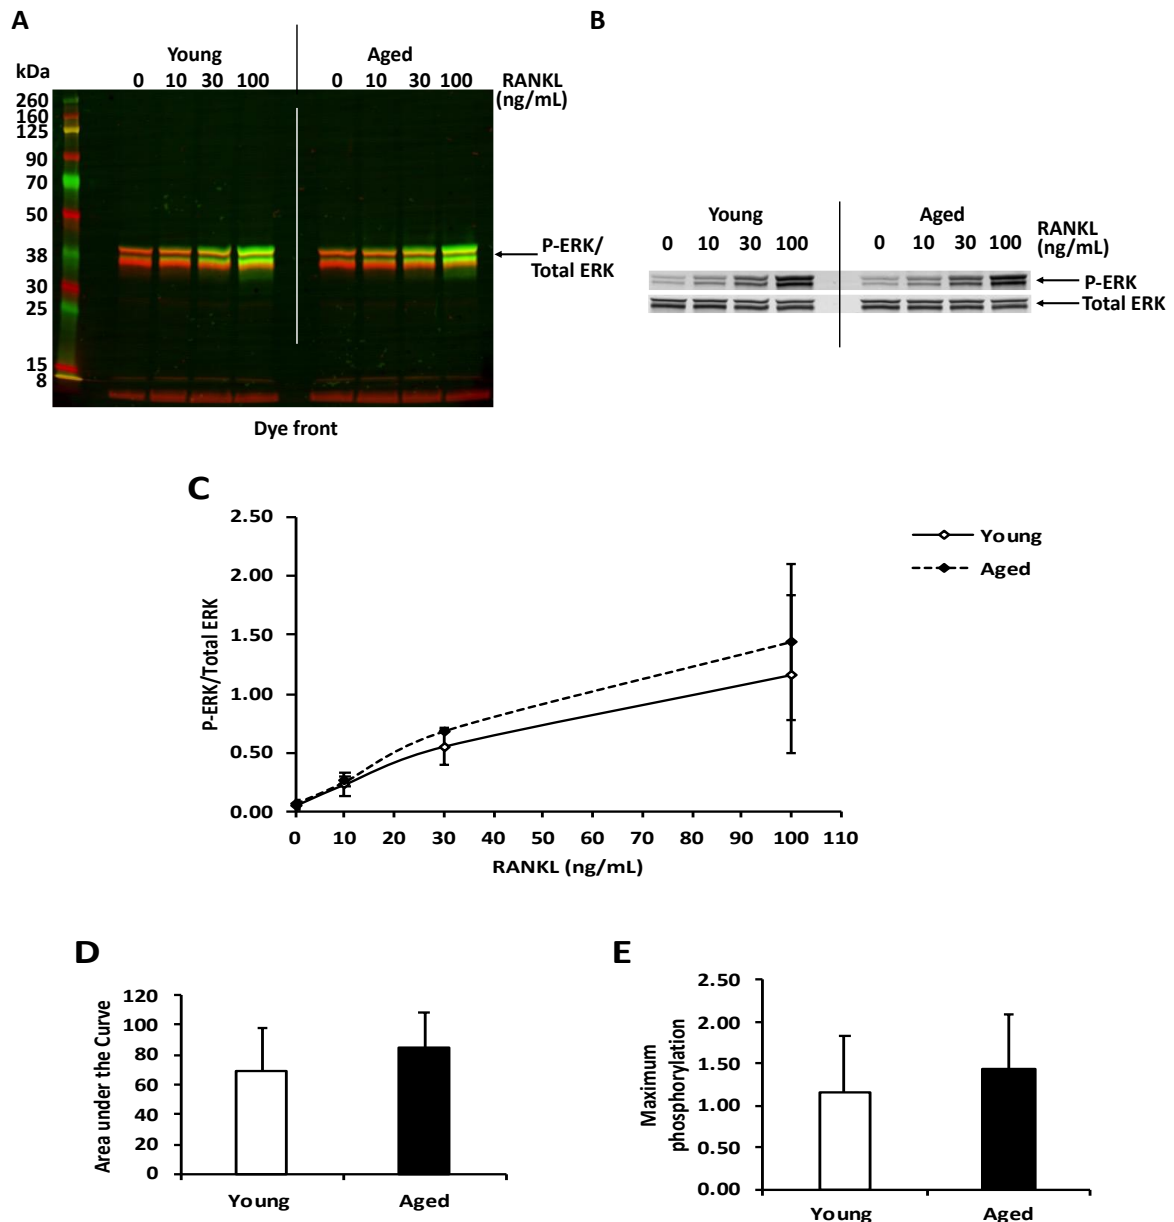 A
Young
Aged
kDa
0 10 30 100
0 10 30 100
RANKL
(ng/mL)
260
160
125
90
70
50
38
30
25
15
8
P-ERK/
Total ERK
Dye front
B
Young
Aged
0 10 30 100
0 10 30 100
RANKL
(ng/mL)
P-ERK
Total ERK
C
P-ERK/Total ERK
2.50
2.00
1.50
1.00
0.50
0.00
0 10 20 30 40 50 60 70 80 90 100 110
RANKL (ng/mL)
Young
Aged
D
Area under the Curve
120
100
80
60
40
20
0
Young Aged
E
Maximum
phosphorylation
2.50
2.00
1.50
1.00
0.50
0.00
Young Aged